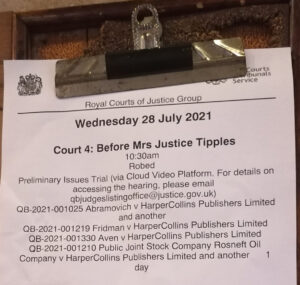 Courts
Tribunals
Service
Royal Courts of Justice Group
Wednesday 28 July 2021
Court 4: Before Mrs Justice Tipples
10:30am
Robed
Preliminary Issues Trial (via Cloud Video Platform. For details on
accessing the hearing, please email
qbjudgeslistingoffice@justice.gov.uk)
QB-2021-001025 Abramovich v HarperCollins Publishers Limited
and another
QB-2021-001219 Fridman v HarperCollins Publishers Limited
QB-2021-001330 Aven v HarperCollins Publishers Limited
QB-2021-001210 Public Joint Stock Company Rosneft Oil
Company v HarperCollins Publishers Limited and another 1
day